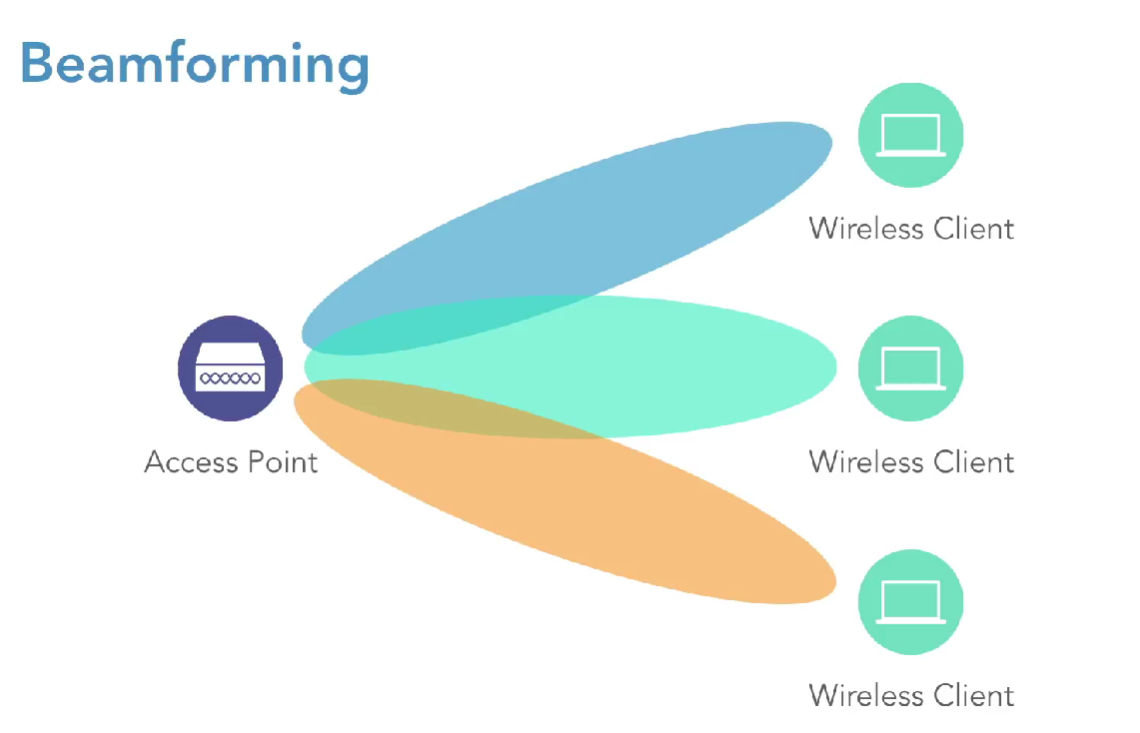 Beamforming
Wireless Client
Access Point
Wireless Client
Wireless Client